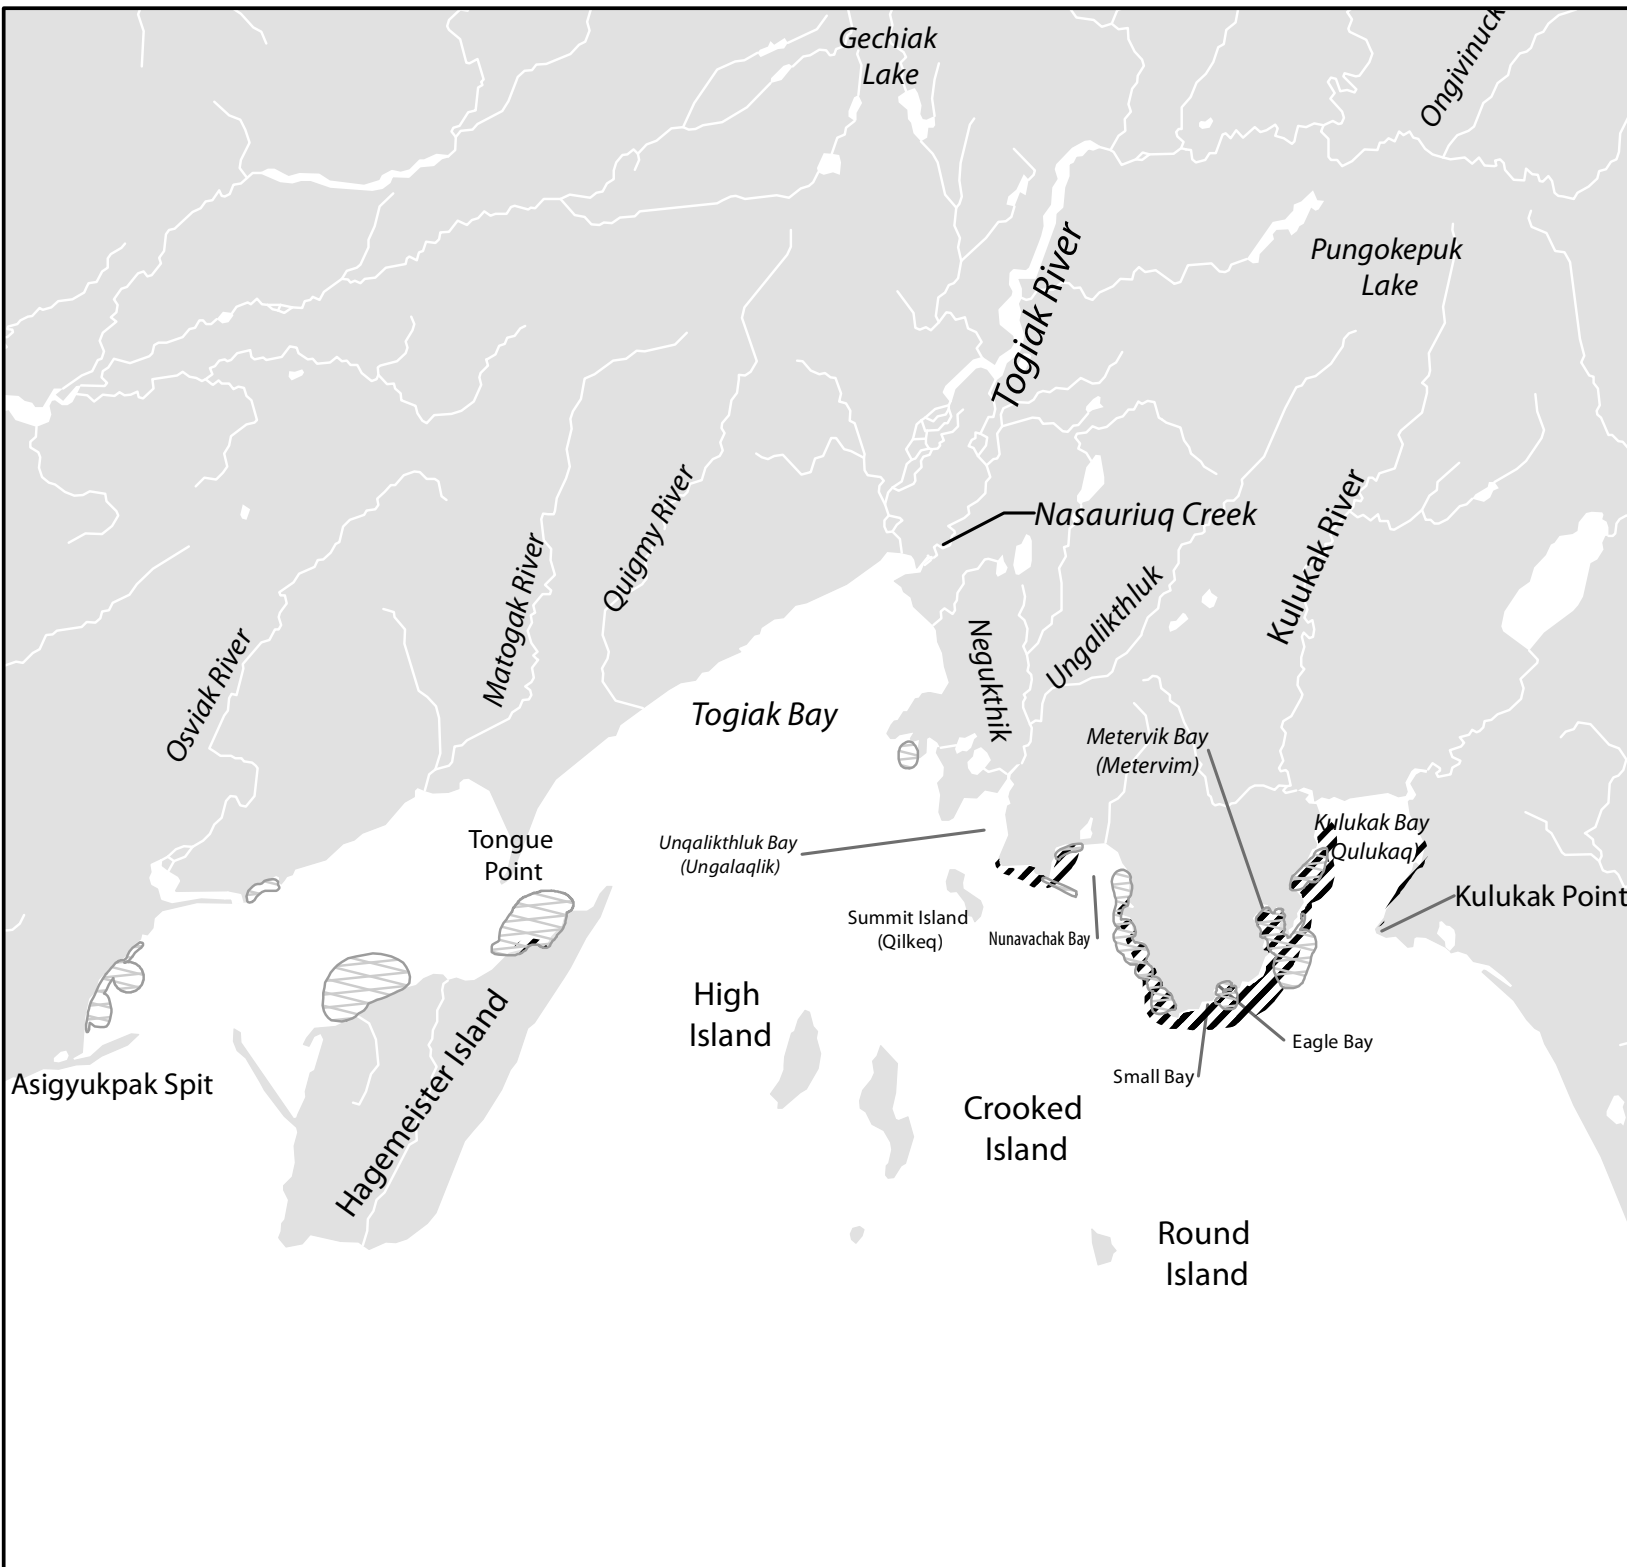 Gechiak
Lake
Ongivinuck
Togiak River
Pungokepuk
Lake
Nasauriuq Creek
Kulukak River
Quigmy River
Matogak River
Osviak River
Ungalikthluk
Negukthik
Togiak Bay
Metervik Bay
(Metervim)
Tongue
Point
Unqalikthluk Bay
(Ungalaqlik)
Kulukak Bay
(Qulukaq)
Kulukak Point
Summit Island
(Qilkeq)
Nunavachak Bay
High
Island
Eagle Bay
Small Bay
Asigyukpak Spit
Hagemeister Island
Crooked
Island
Round
Island